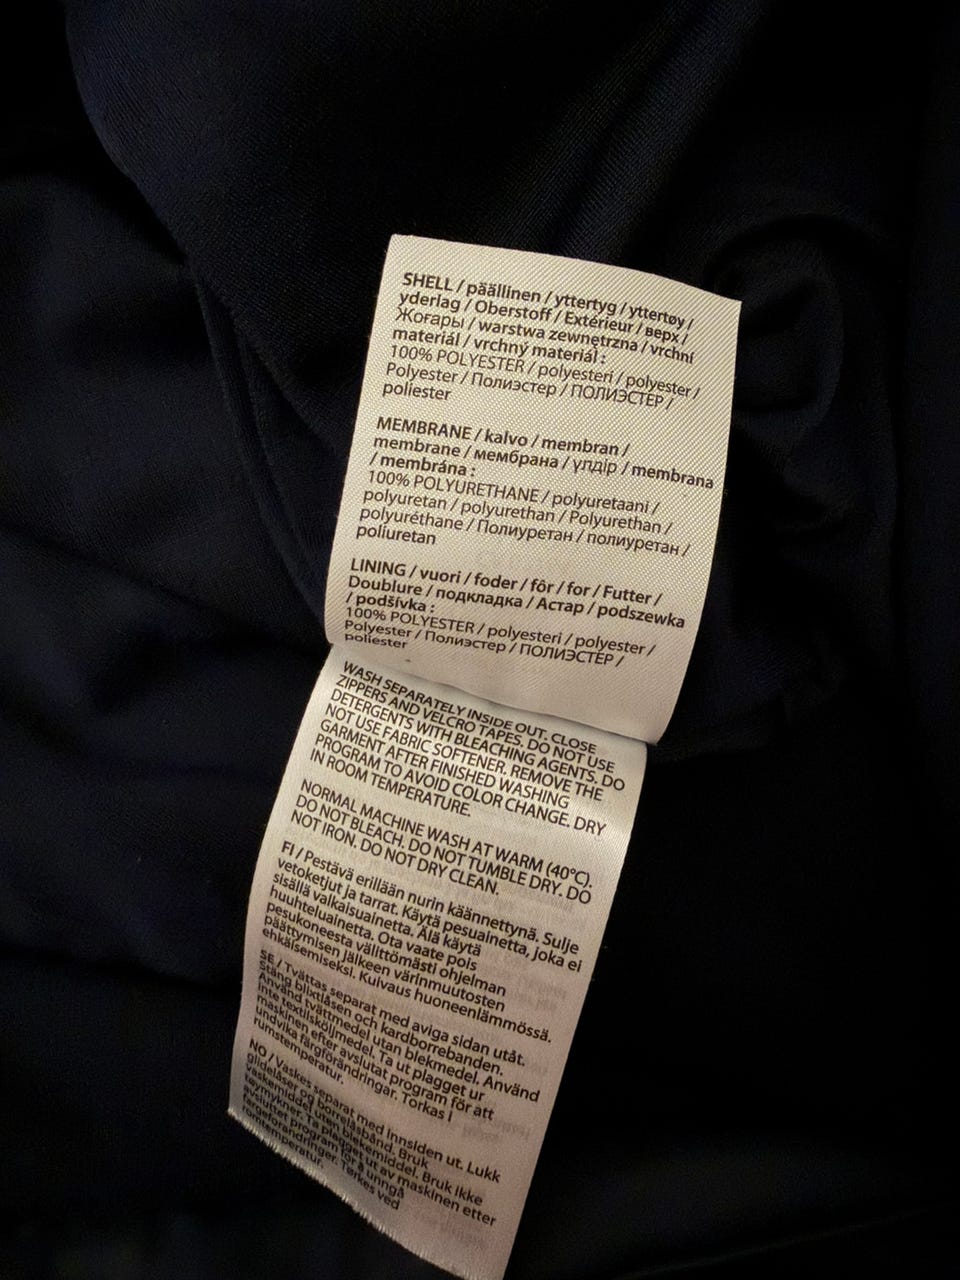 SHELL / päällinen / yttertyg / yttertøy /
yderlag / Oberstoff / Extérieur / верх /
Жоғары / warstwa zewnętrzna / vrchní
materiál / vrchný materiál :
100% POLYESTER / polyesteri / polyester /
Polyester / Полиэстер / ПОЛИЭСТЕР /
poliester
MEMBRANE / kalvo / membran /
membrane / мембрана / үлдір / membrana
/ membrána :
100% POLYURETHANE / polyuretaani /
polyuretan / polyurethan / Polyurethan /
polyuréthane / Полиуретан / полиуретан /
poliuretan
LINING / vuori / foder / fôr / for / Futter /
Doublure / подкладка / Астар / podszewka
/ podšívka :
100% POLYESTER / polyesteri / polyester /
Polyester / Полиэстер / ПОЛИЭСТЕР /
poliester
WASH SEPARATELY INSIDE OUT. CLOSE
ZIPPERS AND VELCRO TAPES. DO NOT USE
DETERGENTS WITH BLEACHING AGENTS. DO
NOT USE FABRIC SOFTENER. REMOVE THE
GARMENT AFTER FINISHED WASHING
PROGRAM TO AVOID COLOR CHANGE. DRY
IN ROOM TEMPERATURE.
NORMAL MACHINE WASH AT WARM (40°C).
DO NOT BLEACH. DO NOT TUMBLE DRY. DO
NOT IRON. DO NOT DRY CLEAN.
FI / Pestävä erillään nurin käännettynä. Sulje
vetoketjut ja tarrat. Käytä pesuainetta, joka ei
sisällä valkaisuainetta. Älä käytä
huuhteluainetta. Ota vaate pois
pesukoneesta välittömästi ohjelman
päättymisen jälkeen värinmuutosten
ehkäisemiseksi. Kuivaus huoneenlämmössä.
SE / Tvättas separat med aviga sidan utåt.
Stäng blixtlåsen och kardborrebanden.
Använd tvättmedel utan blekmedel. Använd
inte textilsköljmedel. Ta ut plagget ur
maskinen efter avslutat program för att
undvika färgförändringar. Torkas i
rumstemperatur.
NO / Vaskes separat med innsiden ut. Lukk
glidelåser og borrelåsbånd. Bruk
vaskemiddel uten blekemiddel. Bruk ikke
tøymykner. Ta plagget ut av maskinen etter
avsluttet program for å unngå
fargeforandringer. Tørkes ved
romtemperatur.